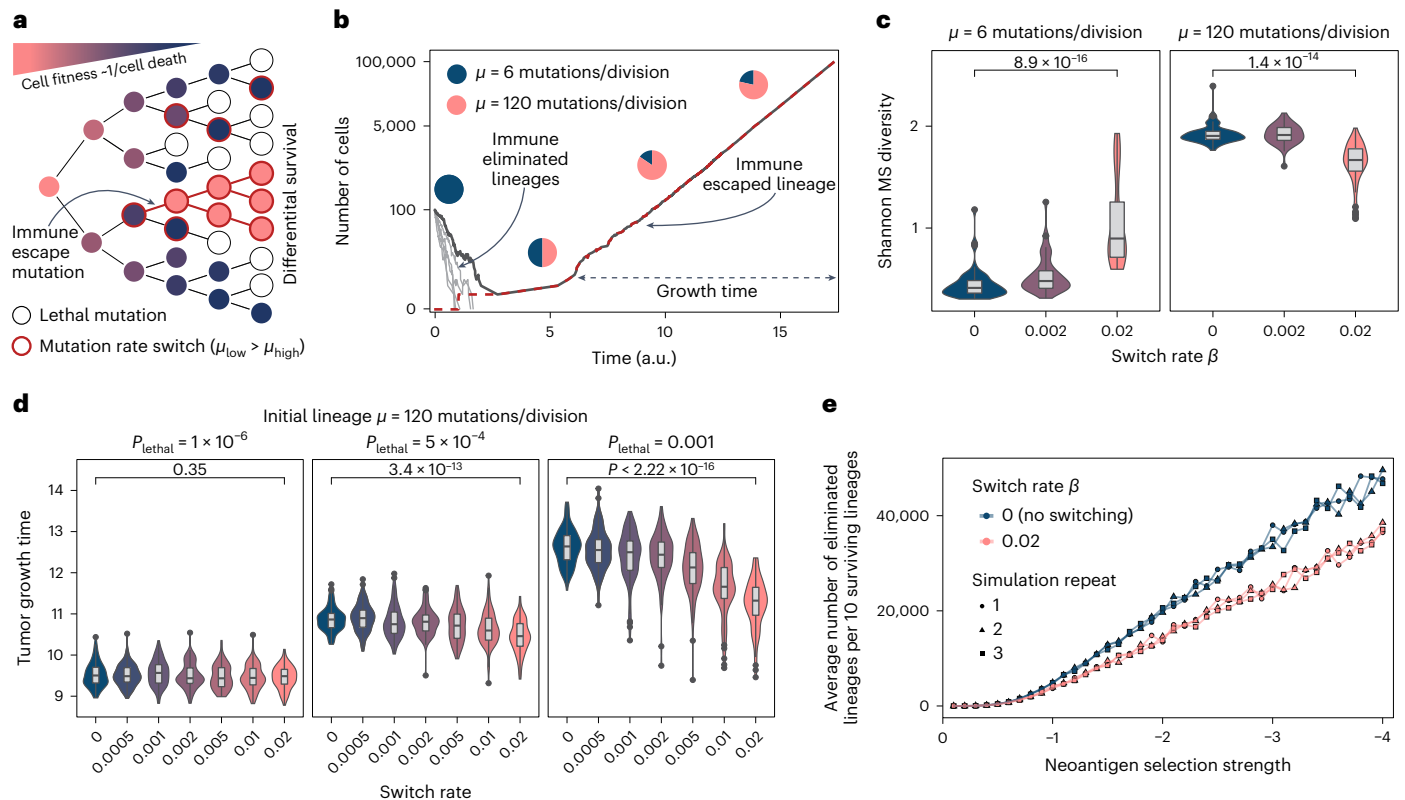 a
Cell fitness ~1/cell death
Immune
escape
mutation
Differentital survival
Lethal mutation
Mutation rate switch (μlow > μhigh)
b
Number of cells
100,000
5,000
100
0
μ = 6 mutations/division
μ = 120 mutations/division
Immune
eliminated
lineages
Immune
escaped lineage
Growth time
0
5
10
15
Time (a.u.)
c
μ = 6 mutations/division
μ = 120 mutations/division
8.9 × 10−16
1.4 × 10−14
Shannon MS diversity
2
1
0
0.002
0.02
0
0.002
0.02
Switch rate β
d
Initial lineage μ = 120 mutations/division
Plethal = 1 × 10−6
Plethal = 5 × 10−4
Plethal = 0.001
0.35
3.4 × 10−13
P < 2.22 × 10−16
Tumor growth time
14
13
12
11
10
9
0
0.0005
0.001
0.002
0.005
0.01
0.02
0
0.0005
0.001
0.002
0.005
0.01
0.02
0
0.0005
0.001
0.002
0.005
0.01
0.02
Switch rate
e
Average number of eliminated
lineages per 10 surviving lineages
40,000
20,000
0
Switch rate β
0 (no switching)
0.02
Simulation repeat
1
2
3
0
−1
−2
−3
−4
Neoantigen selection strength